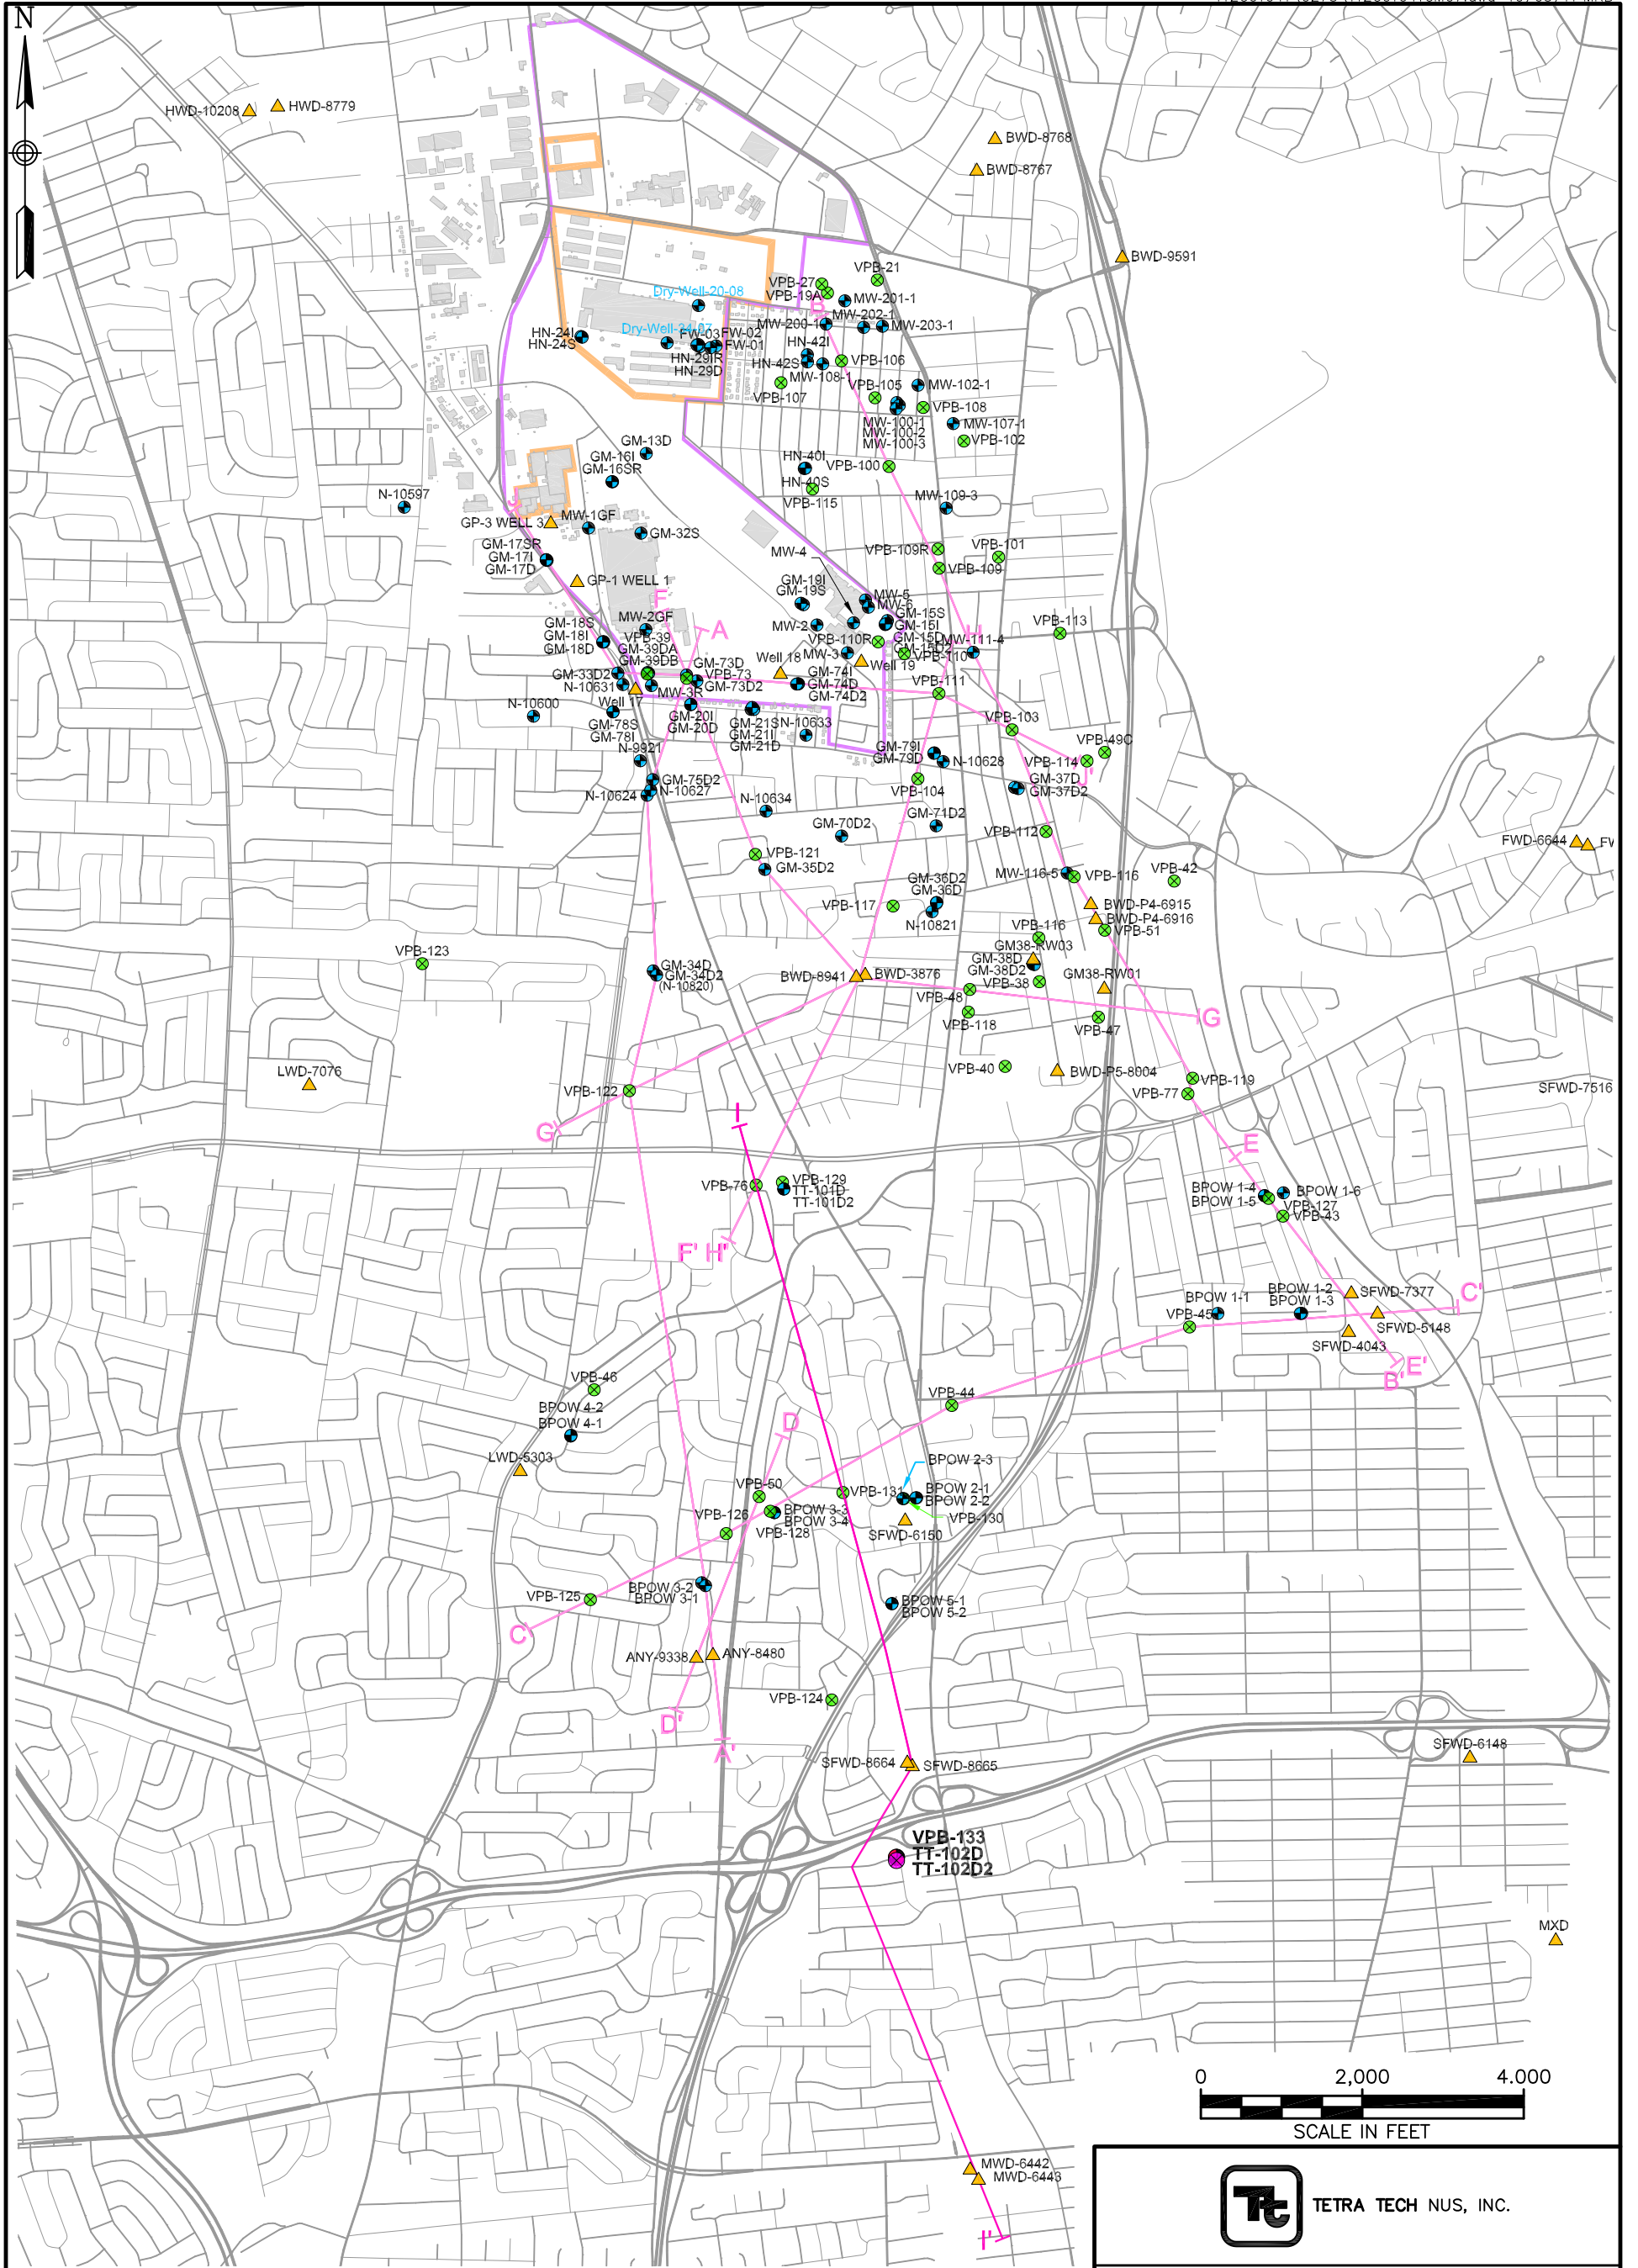 N
HWD-10208
HWD-8779
BWD-8768
BWD-8767
BWD-9591
VPB-21
VPB-27
VPB-19A
B
Dry-Well-20-08
MW-201-1
MW-202-1
MW-200-1
MW-203-1
Dry-Well-34-07
HN-24I
HN-24S
FW-03
FW-02
FW-01
HN-29IR
HN-29D
HN-42I
HN-42S
VPB-106
MW-108-1
VPB-107
VPB-105
MW-102-1
VPB-108
MW-100-1
MW-100-2
MW-100-3
MW-107-1
VPB-102
GM-13D
GM-16I
GM-16SR
HN-40I
HN-40S
VPB-100
VPB-115
N-10597
GP-3 WELL 3
MW-1GF
GM-32S
MW-109-3
J
GM-17SR
GM-17I
GM-17D
MW-4
VPB-109R
VPB-101
VPB-109
GP-1 WELL 1
GM-19I
GM-19S
MW-5
MW-6
F
A
GM-15S
GM-15I
GM-15D
GM-15D2
MW-2GF
GM-18S
GM-18I
GM-18D
VPB-39
GM-39DA
GM-39DB
MW-2
VPB-110R
MW-3
VPB-110
H
MW-111-4
VPB-113
Well 18
Well 19
GM-73D
VPB-73
GM-73D2
GM-74I
GM-74D
GM-74D2
GM-33D2
N-10631
Well 17
MW-3R
VPB-111
N-10600
GM-78S
GM-78I
GM-20I
GM-20D
GM-21S
GM-21I
GM-21D
N-10633
VPB-103
N-9921
GM-79I
GM-79D
N-10628
VPB-49C
VPB-114
J'
GM-75D2
N-10627
N-10624
VPB-104
GM-37D
GM-37D2
N-10634
GM-70D2
GM-71D2
VPB-112
FWD-6644
VPB-121
GM-35D2
GM-36D2
GM-36D
MW-116-5
VPB-116
VPB-42
VPB-117
N-10821
BWD-P4-6915
BWD-P4-6916
VPB-51
VPB-116
GM38-RW03
VPB-123
GM-34D
GM-34D2
(N-10820)
BWD-8941
BWD-3876
GM-38D
GM-38D2
VPB-38
GM38-RW01
VPB-48
G
VPB-118
VPB-47
LWD-7076
VPB-122
VPB-40
BWD-P5-8004
VPB-119
VPB-77
SFWD-7516
G
I
E
VPB-76
VPB-129
TT-101D
TT-101D2
BPOW 1-4
BPOW 1-5
BPOW 1-6
VPB-127
VPB-43
F'
H'
BPOW 1-1
BPOW 1-2
BPOW 1-3
SFWD-7377
C'
VPB-45
SFWD-5148
SFWD-4043
E'
B'
VPB-46
BPOW 4-2
BPOW 4-1
VPB-44
D
LWD-5303
BPOW 2-3
VPB-50
VPB-131
BPOW 2-1
BPOW 2-2
VPB-126
BPOW 3-3
BPOW 3-4
VPB-128
VPB-130
SFWD-6150
VPB-125
BPOW 3-2
BPOW 3-1
BPOW 5-1
BPOW 5-2
C
ANY-9338
ANY-8480
VPB-124
D'
A'
SFWD-8664
SFWD-8665
SFWD-6148
VPB-133
TT-102D
TT-102D2
MXD
0 2,000 4.000
SCALE IN FEET
MWD-6442
MWD-6443
I'
Tt
TETRA TECH NUS, INC.